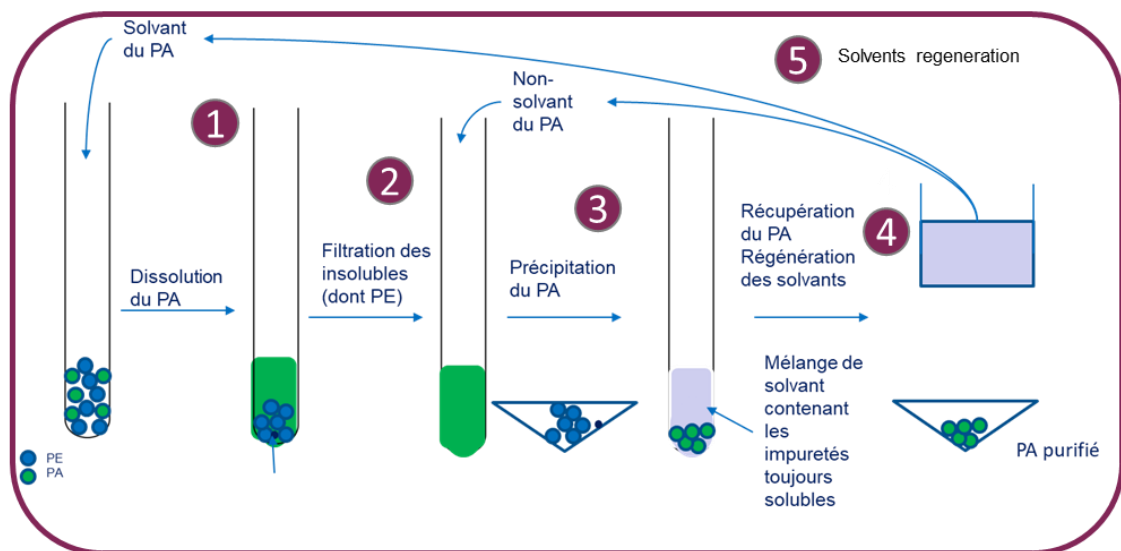 Solvant
du PA
5
Solvents regeneration
Non-
solvant
du PA
1
2
3
4
Dissolution
du PA
Filtration des
insolubles
(dont PE)
Précipitation
du PA
Récupération
du PA
Régénération
des solvants
Mélange de
solvant
contenant
les
impuretés
toujours
solubles
PE
PA
PA purifié